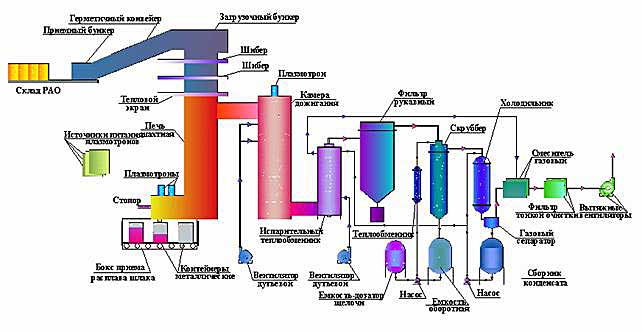 Герметичный конвейер
Загрузочный бункер
Приемный бункер
Шибер
Шибер
Плазмотрон
Склад РАО
Тепловой
экран
Камера
дожигания
Фильтр
рукавный
Холодильник
Скруббер
Источники питания
плазмотронов
Печь
шахтная
Смеситель
газовый
Плазмотроны
Стопор
Испарительный
теплообменник
Теплообменник
Фильтр
тонкой очистки
Вытяжные
вентиляторы
Газовый
сепаратор
Бокс приема
расплава шлака
Контейнеры
металлические
Вентилятор
дутьевой
Вентилятор
дутьевой
Емкость-дозатор
щелочи
Насос
Емкость
оборотная
Насос
Сборник
конденсата